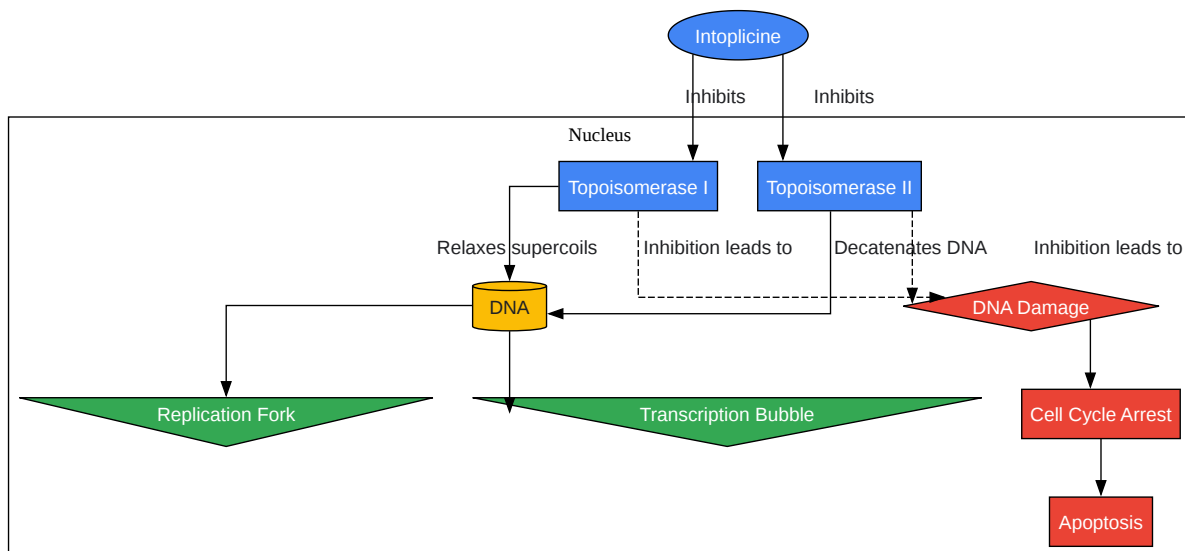 Intoplicine
Inhibits
Inhibits
Nucleus
Topoisomerase I
Topoisomerase II
Relaxes supercoils
Inhibition leads to
Decatenates DNA
Inhibition leads to
DNA
DNA Damage
Replication Fork
Transcription Bubble
Cell Cycle Arrest
Apoptosis